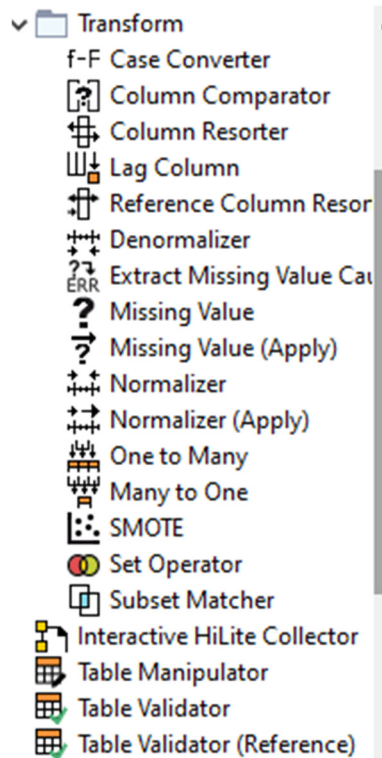 Transform
f-F Case Converter
[?] Column Comparator
Column Resorter
Lag Column
Reference Column Resor
Denormalizer
? ERR Extract Missing Value Cau
? Missing Value
? Missing Value (Apply)
Normalizer
Normalizer (Apply)
One to Many
Many to One
SMOTE
Set Operator
Subset Matcher
Interactive HiLite Collector
Table Manipulator
Table Validator
Table Validator (Reference)